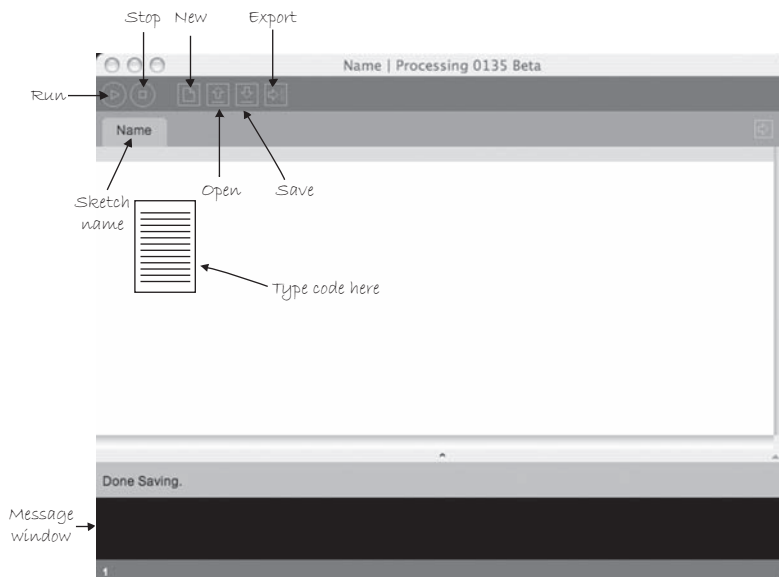 Stop New Export
Name | Processing 0135 Beta
Run
Name
Open Save
Sketch
name
Type code here
Done Saving.
Message
window
1